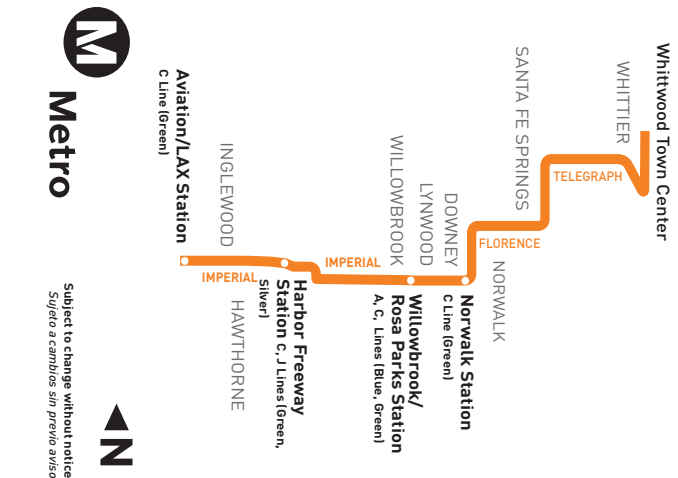 Metro
Whittwood Town Center
WHITTIER
TELEGRAPH
SANTA FE SPRINGS
FLORENCE
NORWALK
Norwalk Station
C Line (Green)
DOWNEY
LYNWOOD
WILLOWBROOK
Willowbrook/
Rosa Parks Station
A, C, Lines (Blue, Green)
IMPERIAL
Harbor Freeway
Station C, J Lines (Green,
Silver)
IMPERIAL
INGLEWOOD
HAWTHORNE
Aviation/LAX Station
C Line (Green)
N
Subject to change without notice
Sujeto a cambios sin previo aviso